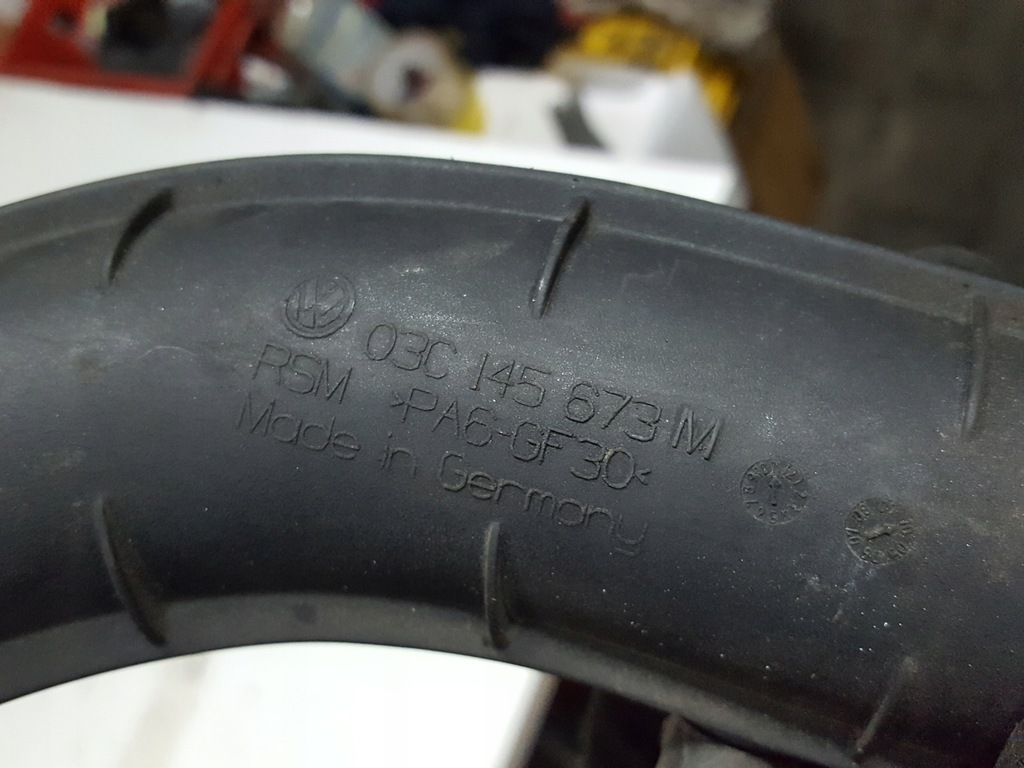 03C 145 673 M
RSM >PA6-GF30<
Made in Germany